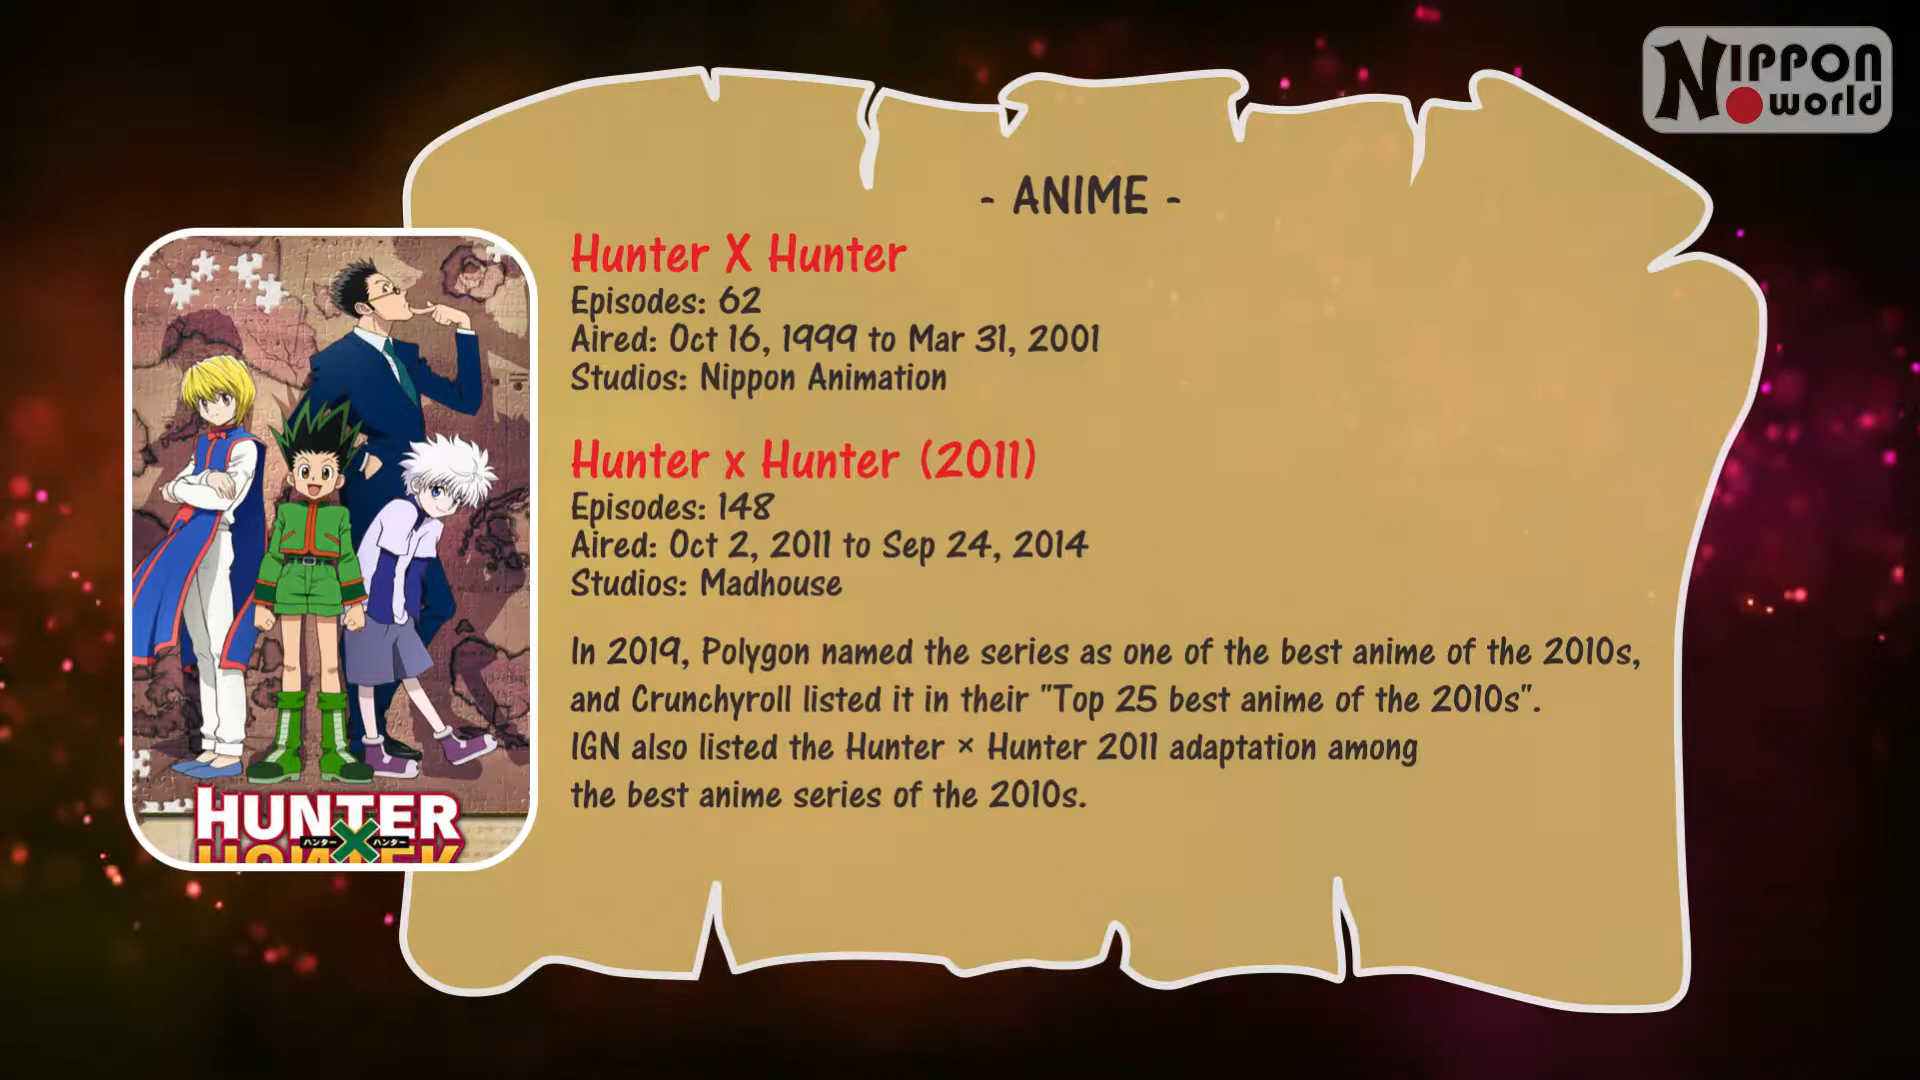 NIPPON
world
- ANIME -
Hunter X Hunter
Episodes: 62
Aired: Oct 16, 1999 to Mar 31, 2001
Studios: Nippon Animation
Hunter x Hunter (2011)
Episodes: 148
Aired: Oct 2, 2011 to Sep 24, 2014
Studios: Madhouse
In 2019, Polygon named the series as one of the best anime of the 2010s,
and Crunchyroll listed it in their "Top 25 best anime of the 2010s".
IGN also listed the Hunter × Hunter 2011 adaptation among
the best anime series of the 2010s.
HUNTER
ハンター×ハンター
HUNTER